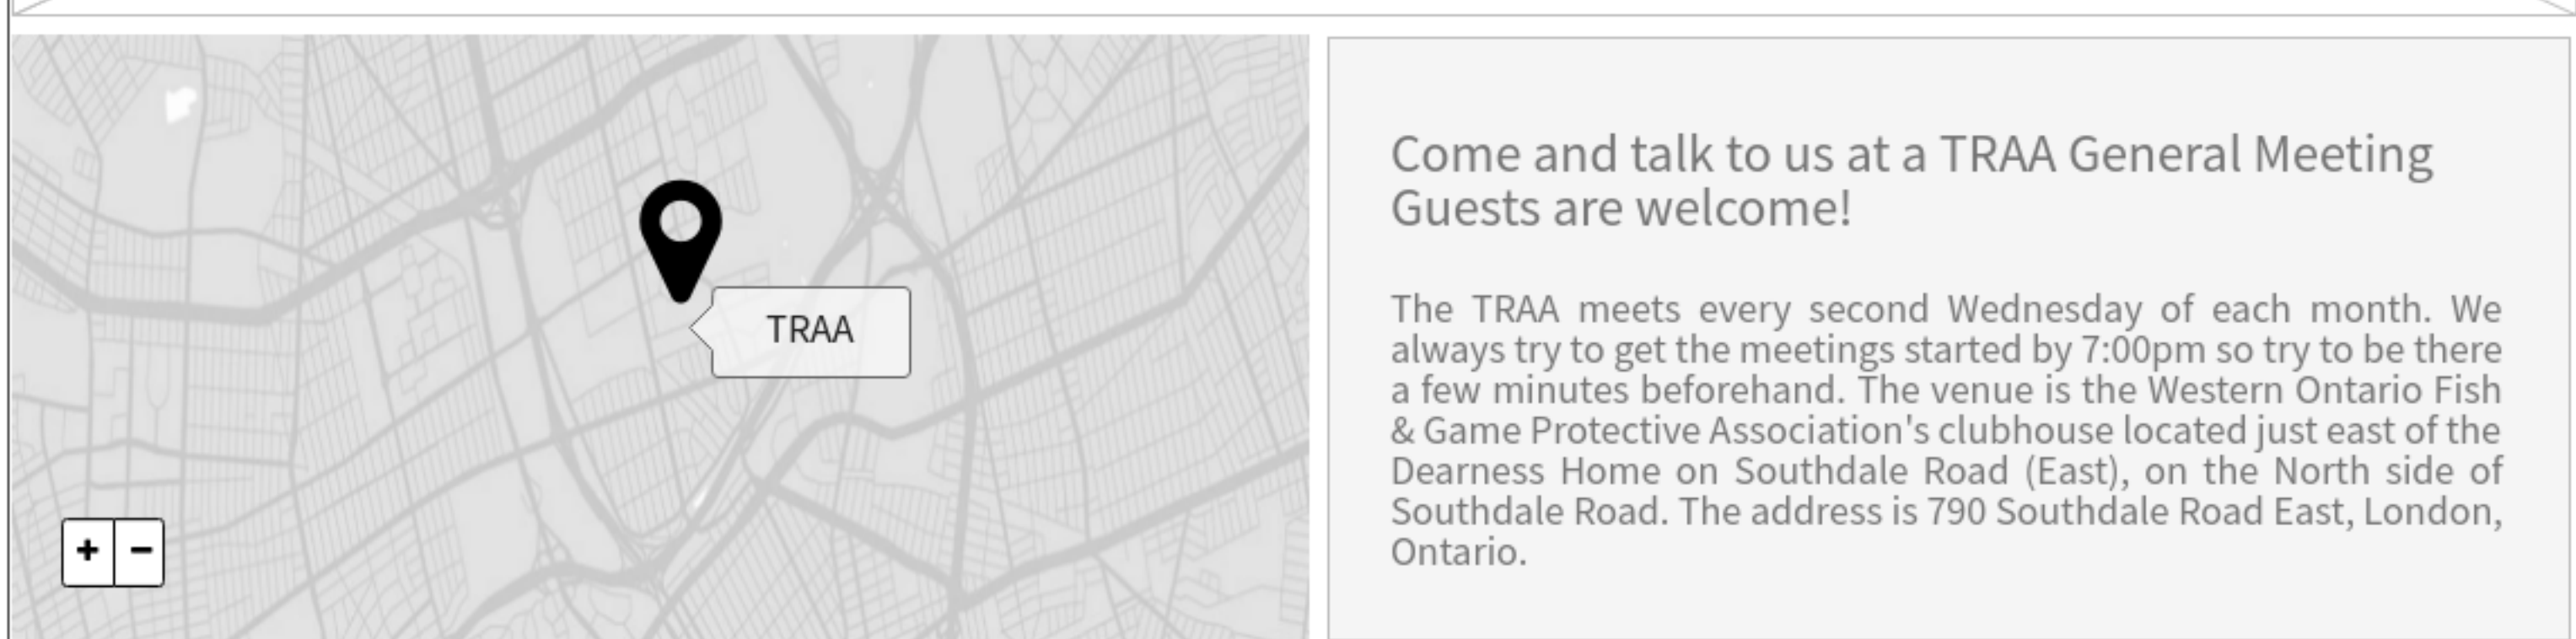 TRAA
+ −
Come and talk to us at a TRAA General Meeting
Guests are welcome!
The TRAA meets every second Wednesday of each month. We
always try to get the meetings started by 7:00pm so try to be there
a few minutes beforehand. The venue is the Western Ontario Fish
& Game Protective Association's clubhouse located just east of the
Dearness Home on Southdale Road (East), on the North side of
Southdale Road. The address is 790 Southdale Road East, London,
Ontario.